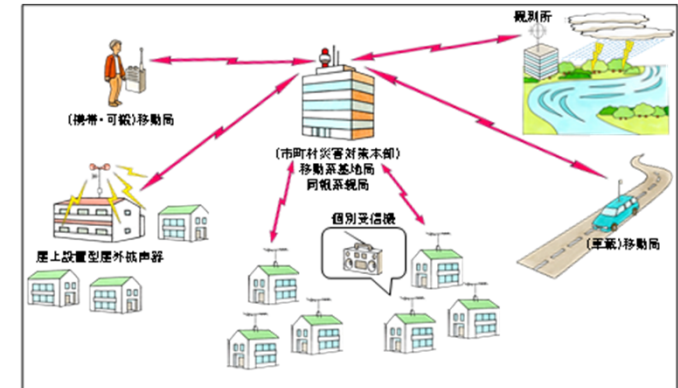 観測所
(携帯・可搬)移動局
(市町村災害対策本部)
移動系基地局
同報系親局
個別受信機
(車載)移動局
屋上設置型屋外拡声器